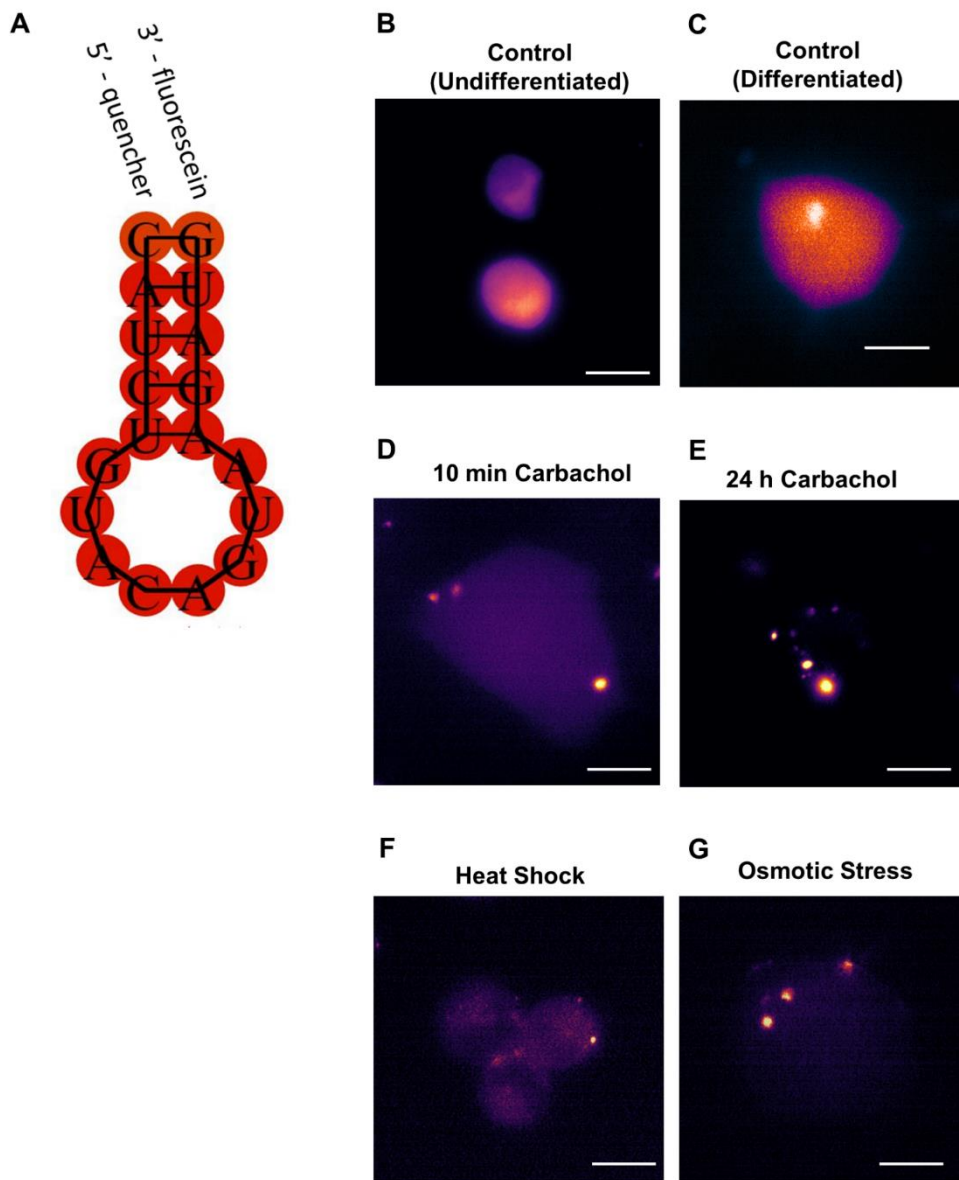 A
5' - quencher
3' - fluorescein
C G
A U
U A
C G
U A
G A
U U
A G
C A
B
Control
(Undifferentiated)
C
Control
(Differentiated)
D
10 min Carbachol
E
24 h Carbachol
F
Heat Shock
G
Osmotic Stress